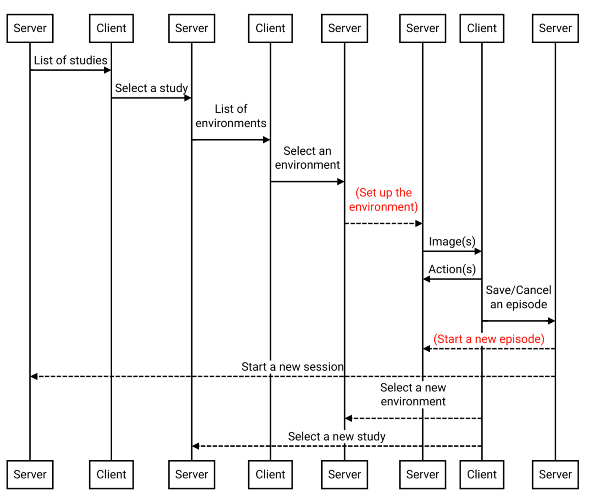 Server Client Server Client Server Server Client Server
List of studies
Select a study
List of
environments
Select an
environment
(Set up the
environment)
Image(s)
Action(s)
Save/Cancel
an episode
(Start a new episode)
Start a new session
Select a new
environment
Select a new study
Server Client Server Client Server Server Client Server